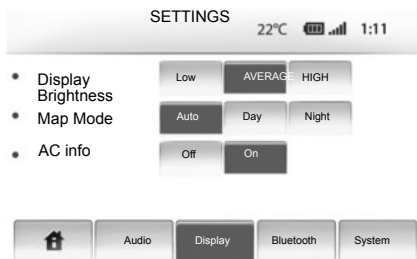 SETTINGS
22°C 1:11
Display Brightness Low AVERAGE HIGH
Map Mode Auto Day Night
AC info Off On
Audio Display Bluetooth System